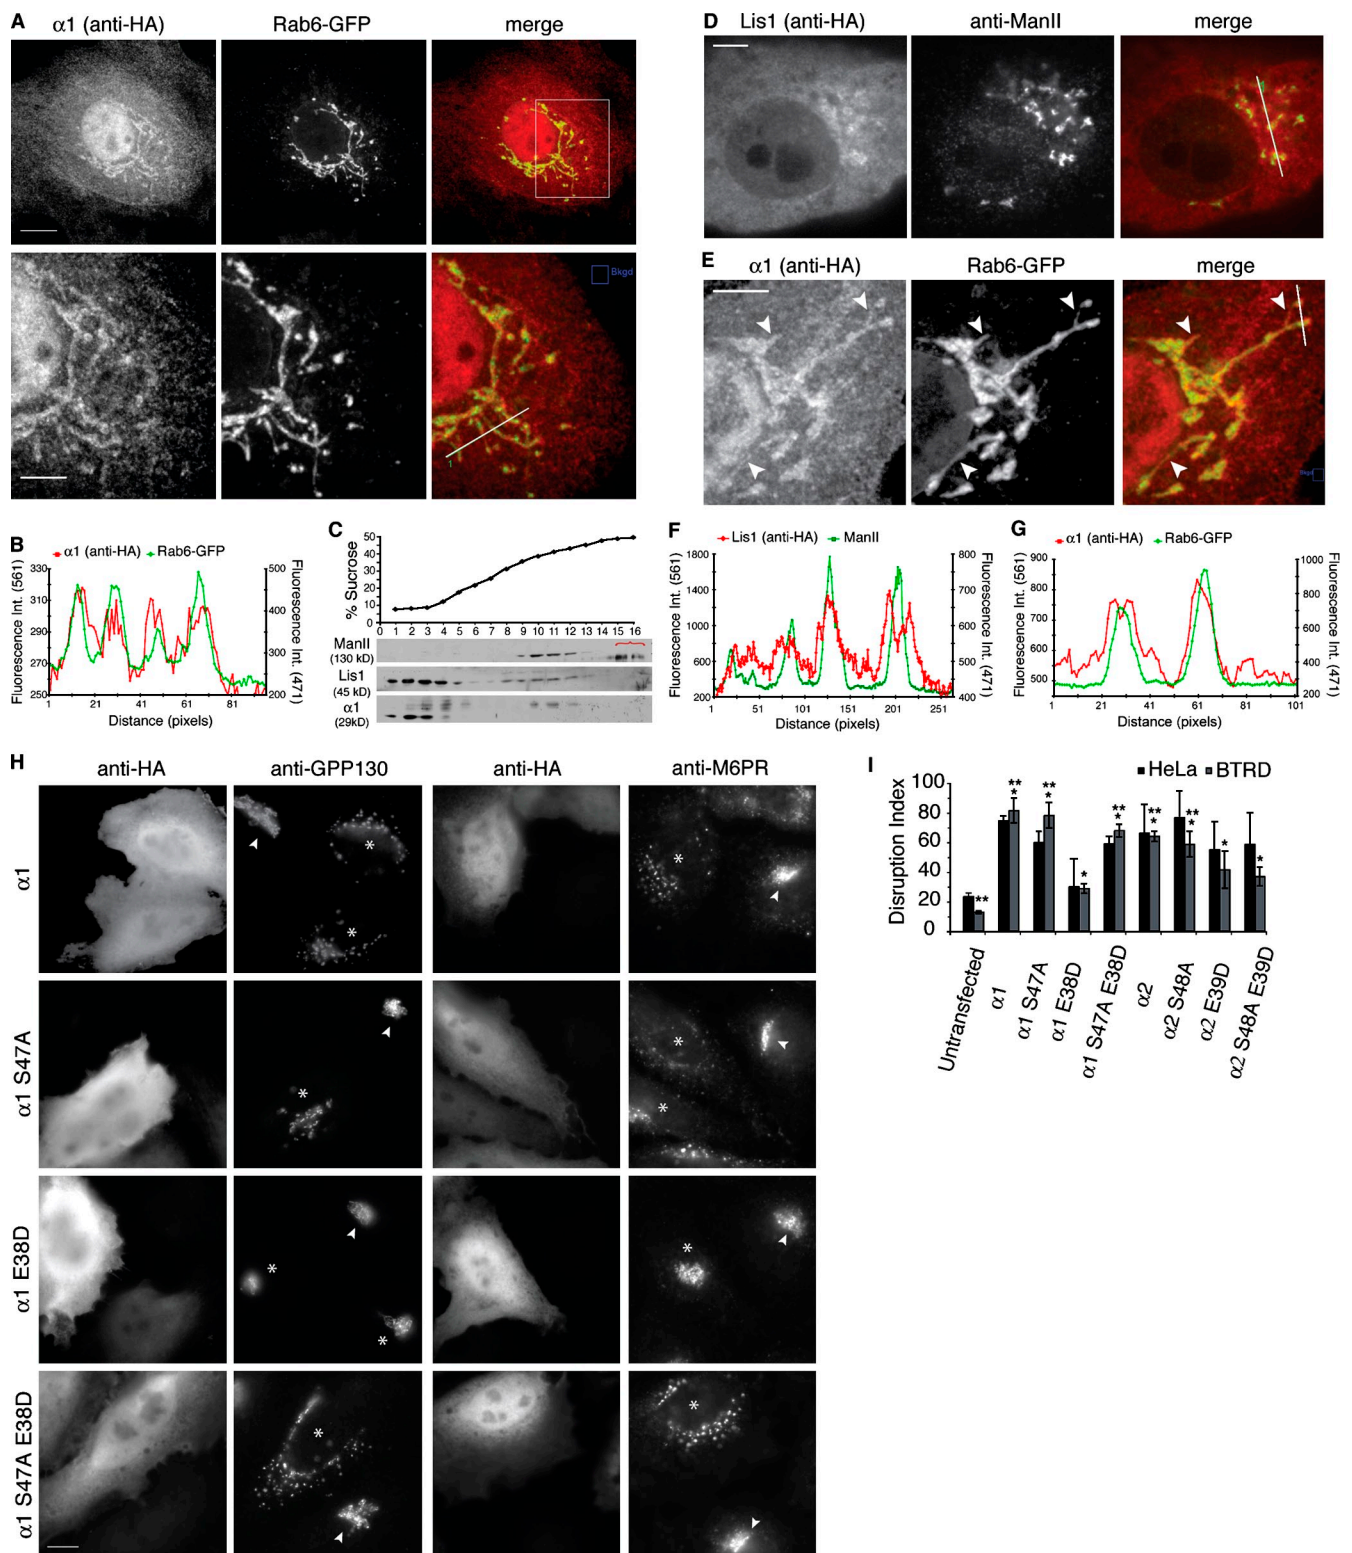 A
α1 (anti-HA) Rab6-GFP merge
Bkgd
1
B
α1 (anti-HA) Rab6-GFP
Fluorescence Int. (561)
330
310
290
270
250
500
400
300
200
Fluorescence Int. (471)
1 21 41 61 81
Distance (pixels)
C
% Sucrose
50
40
30
20
10
0
0 1 2 3 4 5 6 7 8 9 10 11 12 13 14 15 16
ManII
(130 kD)
Lis1
(45 kD)
α1
(29kD)
D
Lis1 (anti-HA) anti-ManII merge
E
α1 (anti-HA) Rab6-GFP merge
Bkgd
F
Lis1 (anti-HA) ManII
Fluorescence Int. (561)
1800
1400
1000
600
200
800
700
600
500
400
Fluorescence Int. (471)
1 51 101 151 201 251
Distance (pixels)
G
α1 (anti-HA) Rab6-GFP
Fluorescence Int. (561)
900
800
700
600
500
1000
800
600
400
200
Fluorescence Int. (471)
1 21 41 61 81 101
Distance (pixels)
H
anti-HA anti-GPP130 anti-HA anti-M6PR
α1
* * *
α1 S47A
* * *
α1 E38D
* * *
α1 S47A E38D
* *
I
HeLa BTRD
Disruption Index
100
80
60
40
20
0
** ** * ** * * ** * ** * ** * * *
Untransfected
α1
α1 S47A
α1 E38D
α1 S47A E38D
α2
α2 S48A
α2 E39D
α2 S48A E39D